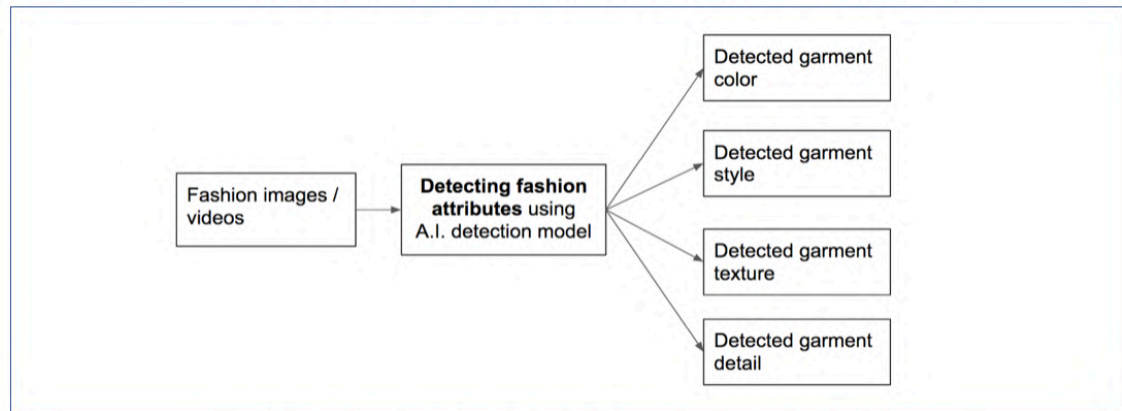 Fashion images /
videos
Detecting fashion
attributes using
A.I. detection model
Detected garment
color
Detected garment
style
Detected garment
texture
Detected garment
detail